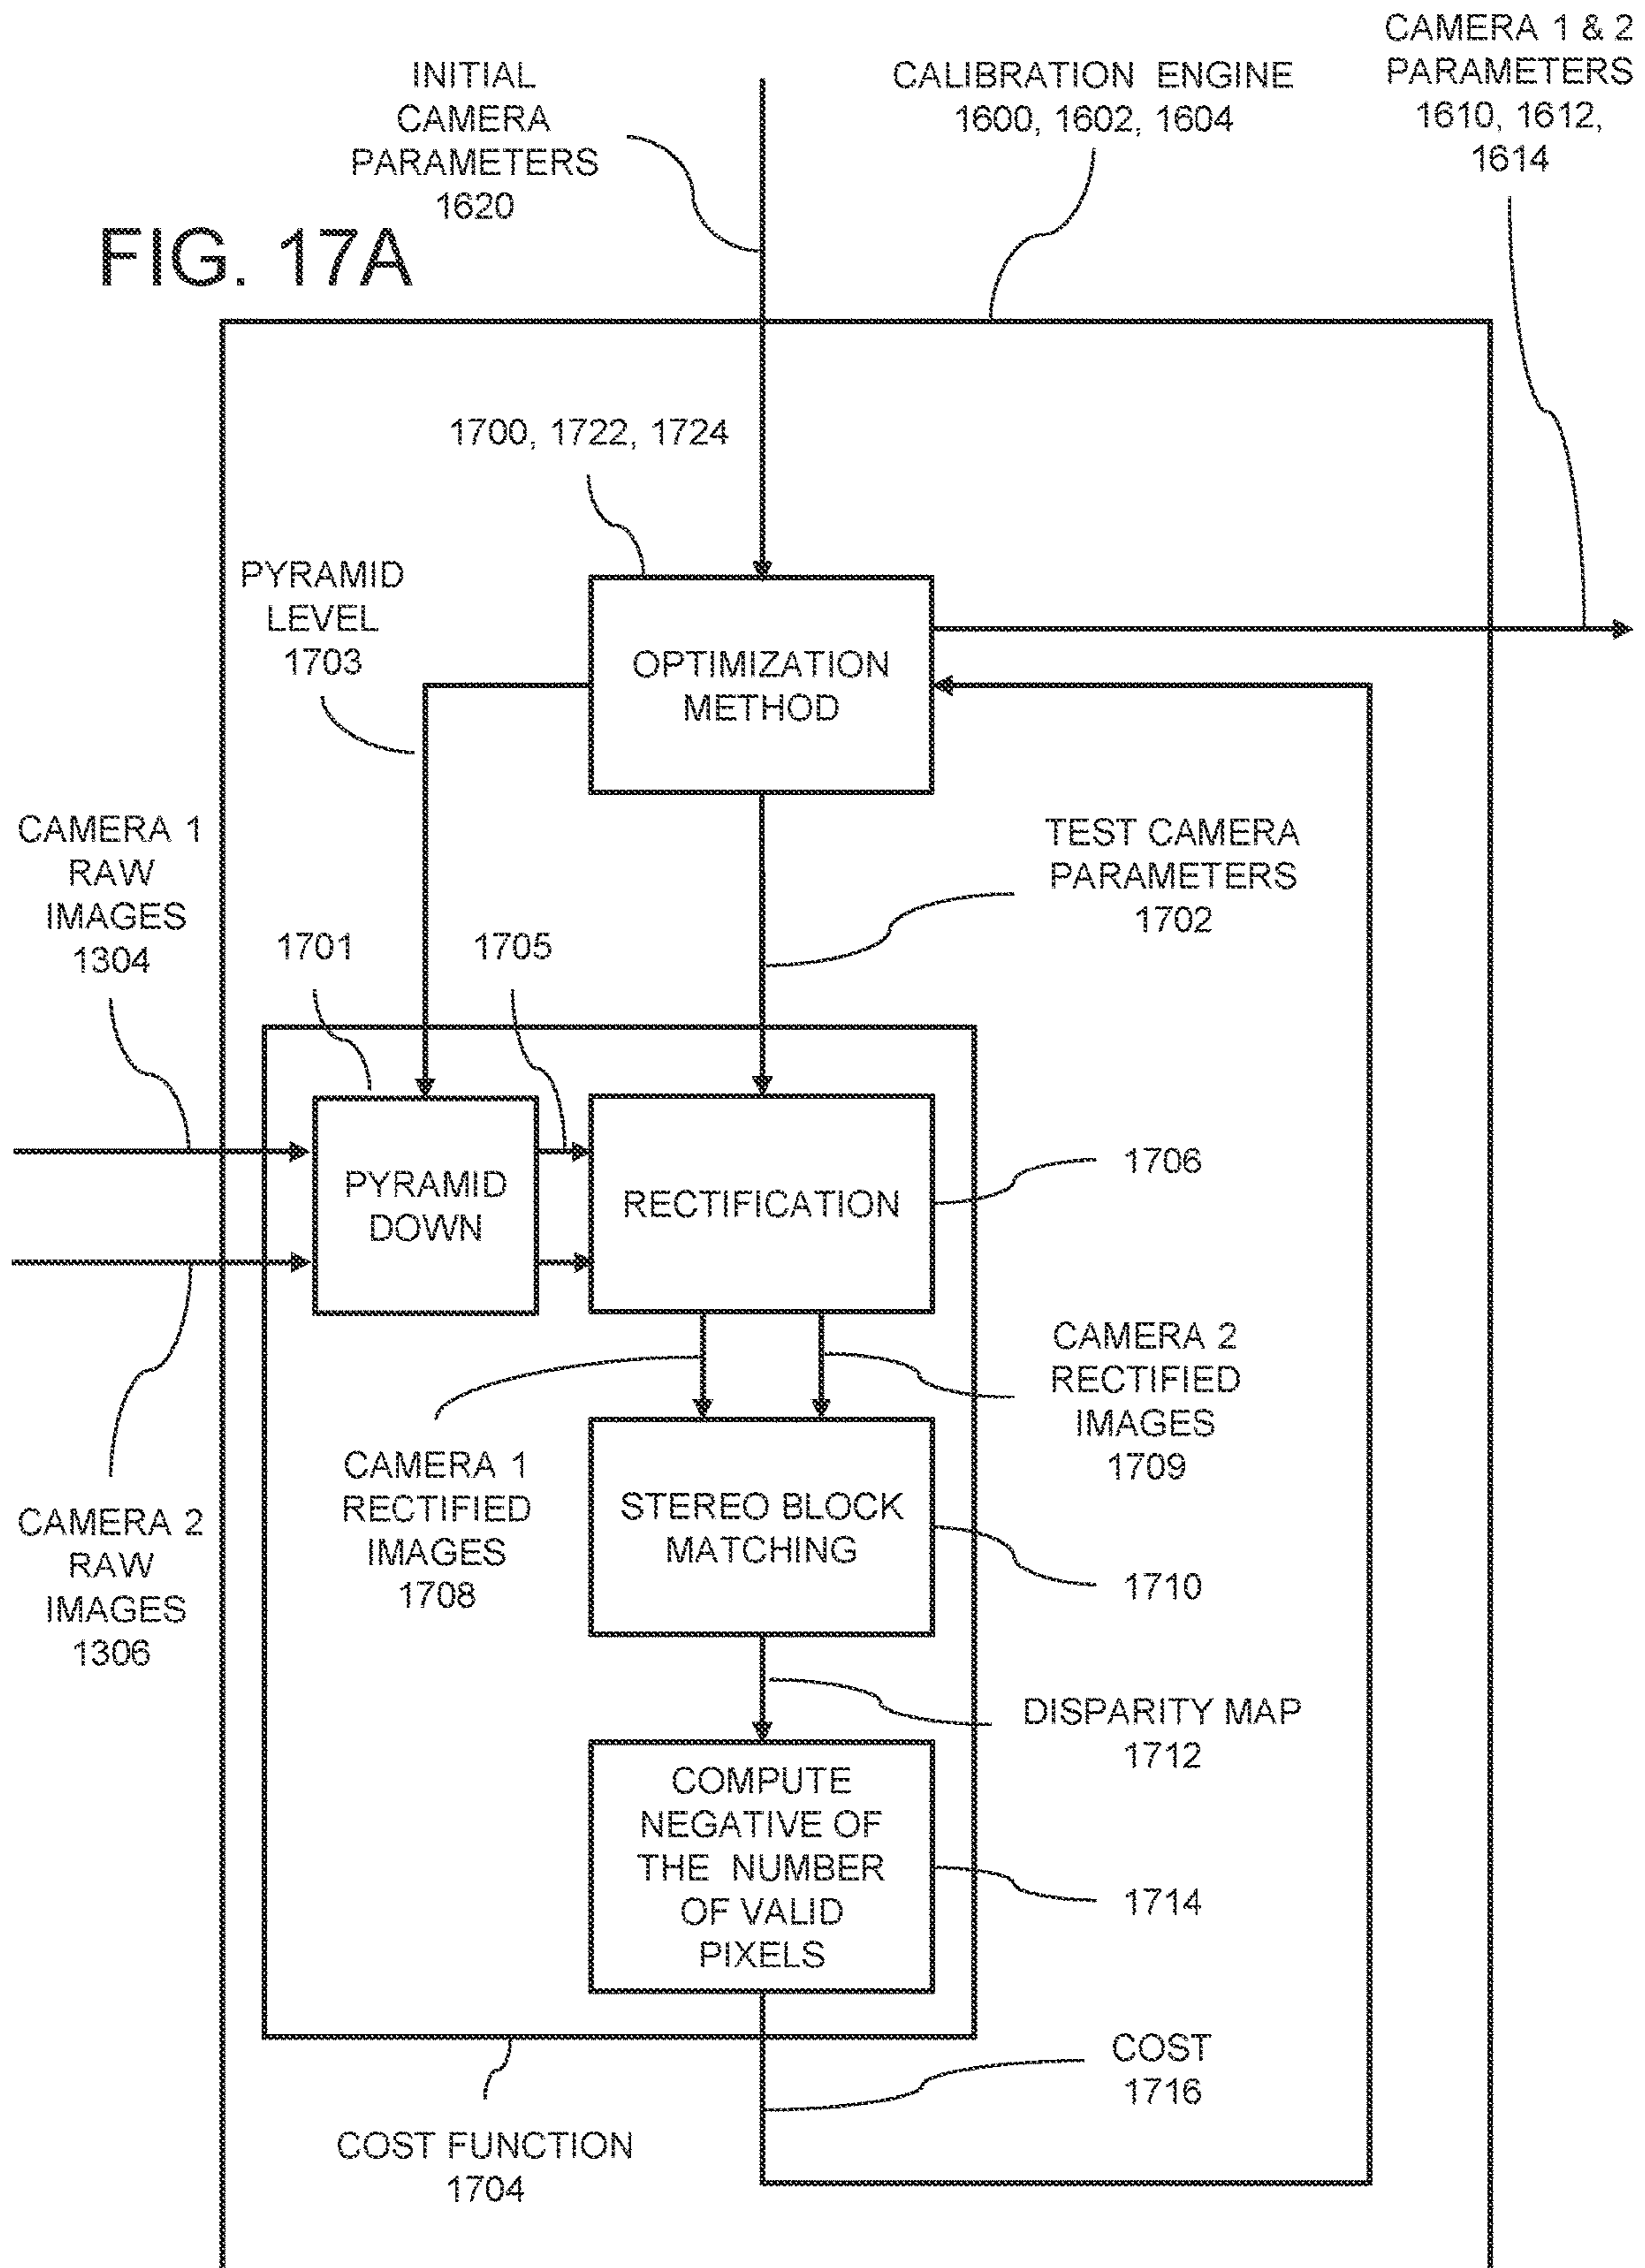 CAMERA 1 & 2
PARAMETERS
1610, 1612,
1614
INITIAL
CAMERA
PARAMETERS
1620
CALIBRATION ENGINE
1600, 1602, 1604
FIG. 17A
1700, 1722, 1724
PYRAMID
LEVEL
1703
OPTIMIZATION
METHOD
CAMERA 1
RAW
IMAGES
1304
TEST CAMERA
PARAMETERS
1702
1701
1705
PYRAMID
DOWN
RECTIFICATION
1706
CAMERA 2
RECTIFIED
IMAGES
1709
CAMERA 1
RECTIFIED
IMAGES
1708
STEREO BLOCK
MATCHING
1710
CAMERA 2
RAW
IMAGES
1306
DISPARITY MAP
1712
COMPUTE
NEGATIVE OF
THE NUMBER
OF VALID
PIXELS
1714
COST
1716
COST FUNCTION
1704